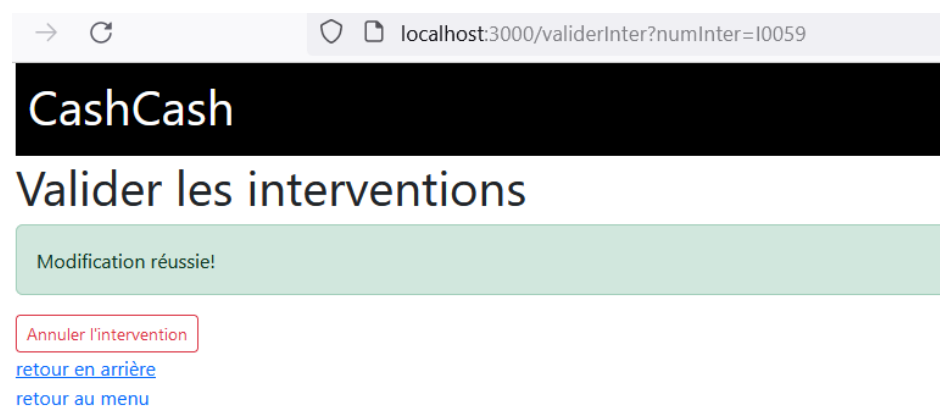 localhost:3000/validerInter?numInter=I0059
CashCash
Valider les interventions
Modification réussie!
Annuler l'intervention
retour en arrière
retour au menu